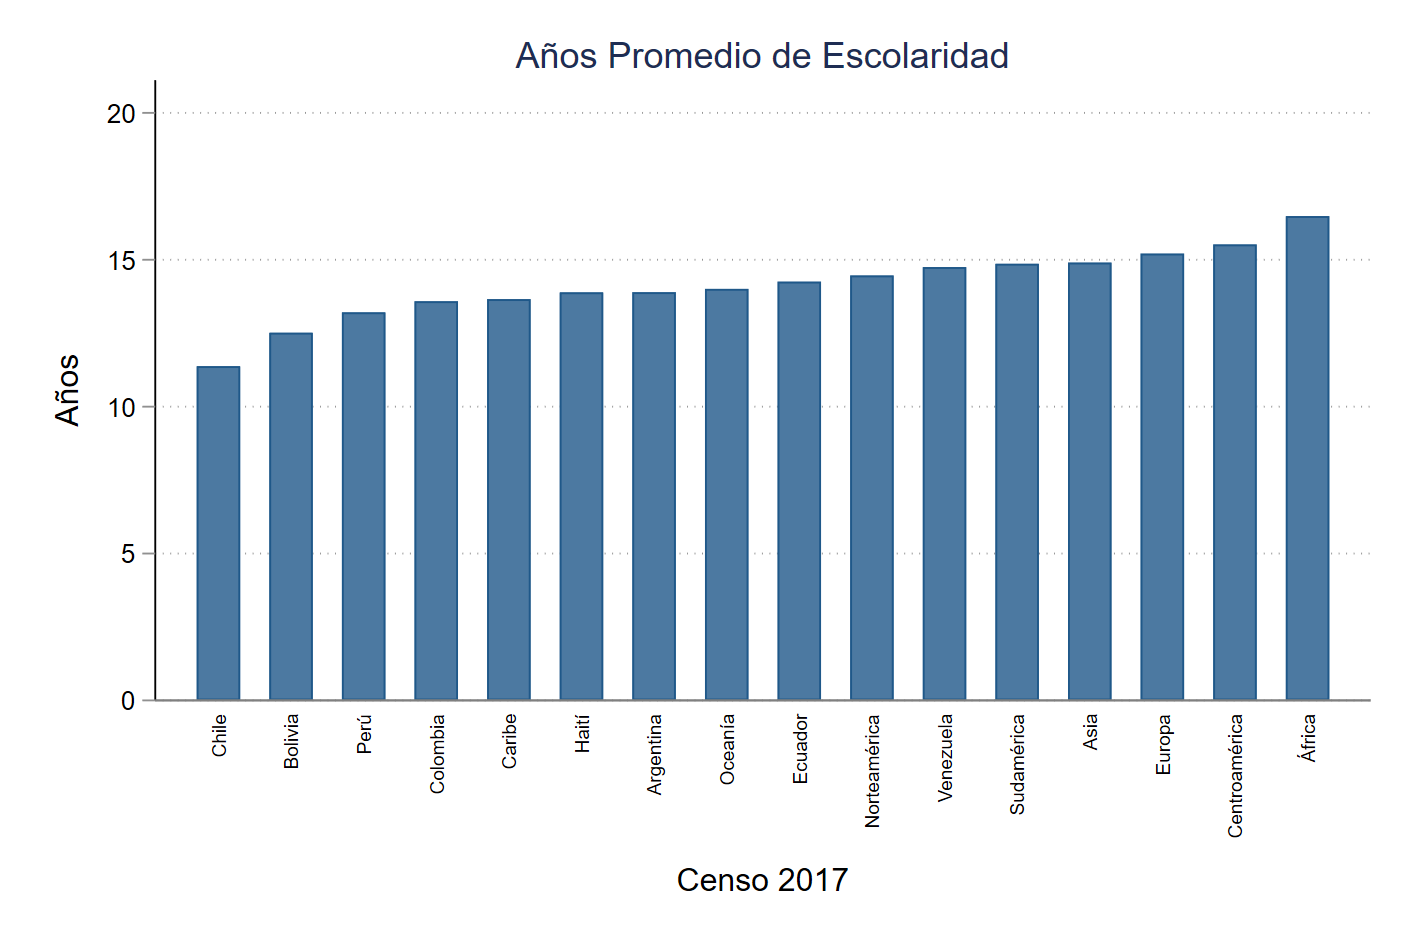 Años Promedio de Escolaridad
20
15
10
5
0
Años
Chile
Bolivia
Perú
Colombia
Caribe
Haití
Argentina
Oceanía
Ecuador
Norteamérica
Venezuela
Sudamérica
Asia
Europa
Centroamérica
África
Censo 2017